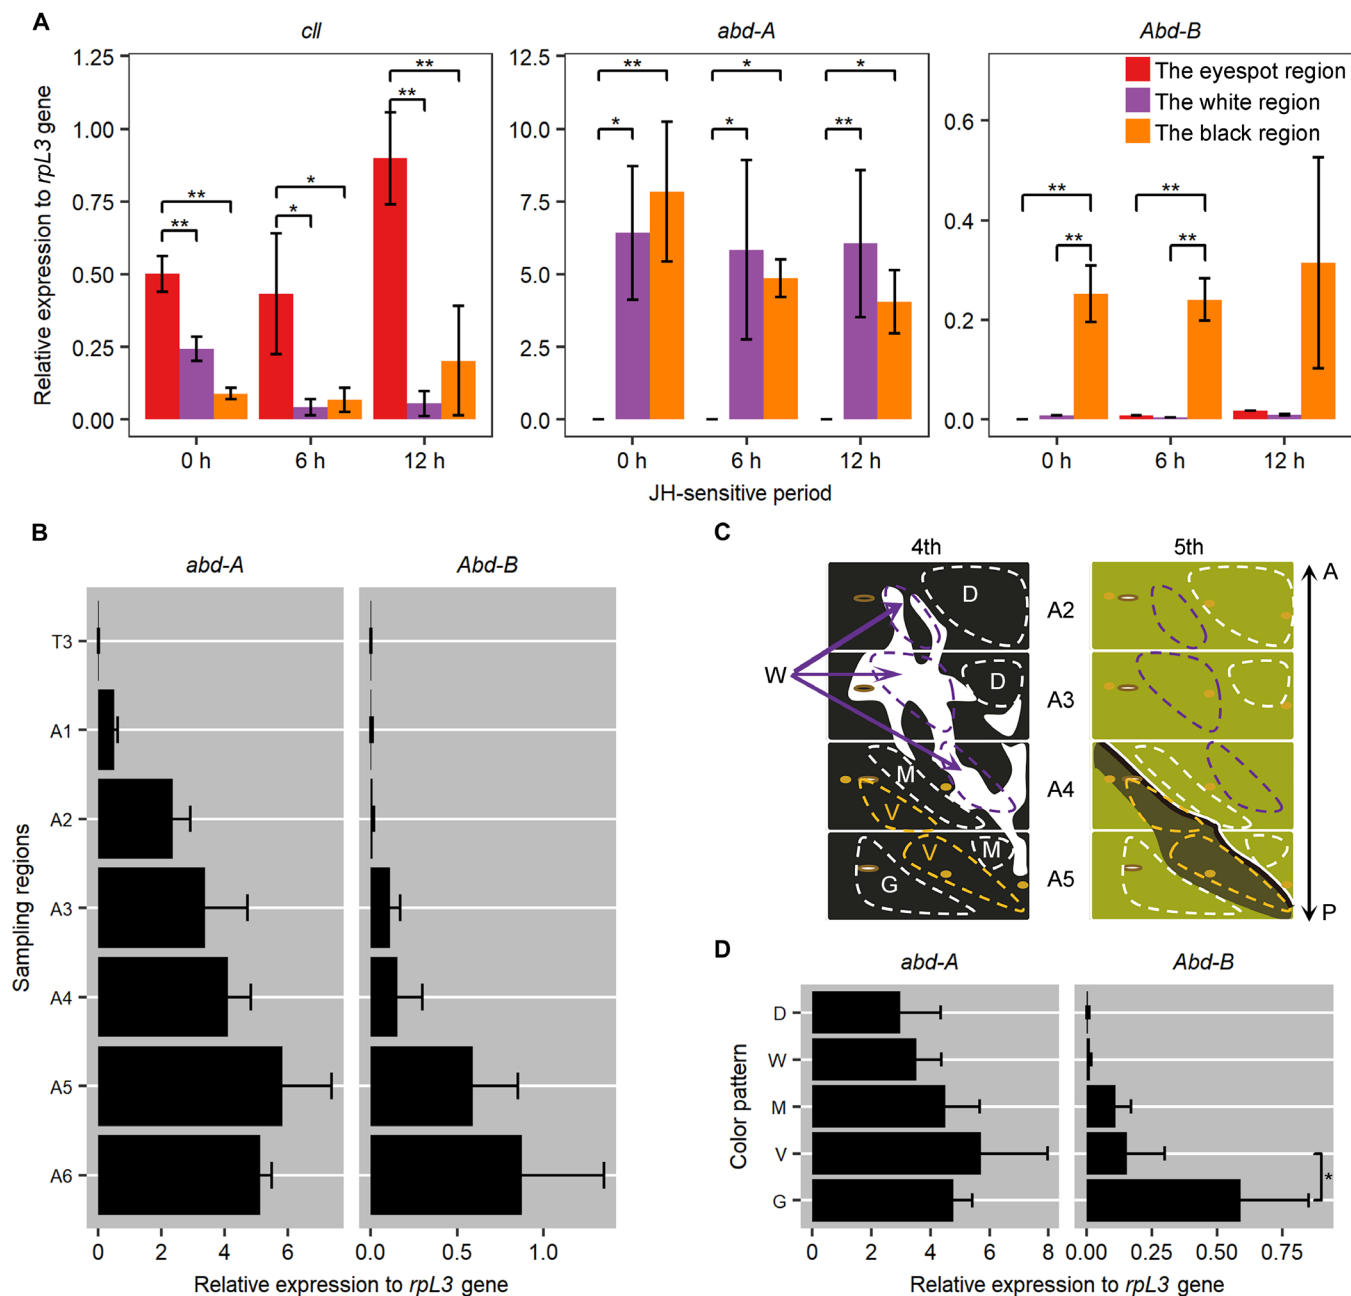 A
cll
abd-A
Abd-B
Relative expression to rpL3 gene
1.25
1.00
0.75
0.50
0.25
0.00
** ** * * ** **
0 h 6 h 12 h
12.5
10.0
7.5
5.0
2.5
0.0
** * * * * **
0 h 6 h 12 h
JH-sensitive period
0.6
0.4
0.2
0.0
The eyespot region
The white region
The black region
** ** ** **
0 h 6 h 12 h
B
abd-A
Abd-B
Sampling regions
T3
A1
A2
A3
A4
A5
A6
0 2 4 6
0.0 0.5 1.0
Relative expression to rpL3 gene
C
4th
5th
W
D
D
M
V
V
M
G
A2
A3
A4
A5
A
P
D
abd-A
Abd-B
Color pattern
D
W
M
V
G
*
0 2 4 6 8
0.00 0.25 0.50 0.75
Relative expression to rpL3 gene